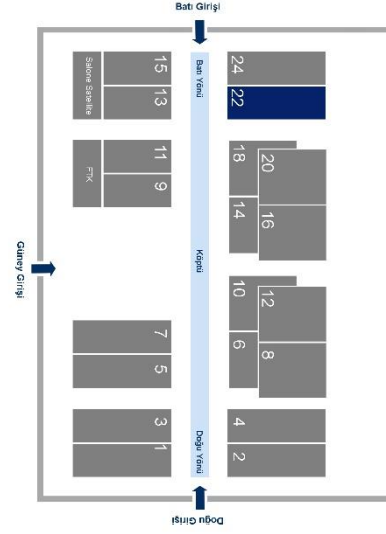 Batı Girişi
15
Salone Satellite
13
Batı Yönü
24
22
11
FTK
9
18
20
14
16
Güney Girişi
Köptü
10
12
7
6
8
5
3
4
1
Doğu Yönü
2
Doğu Girişi